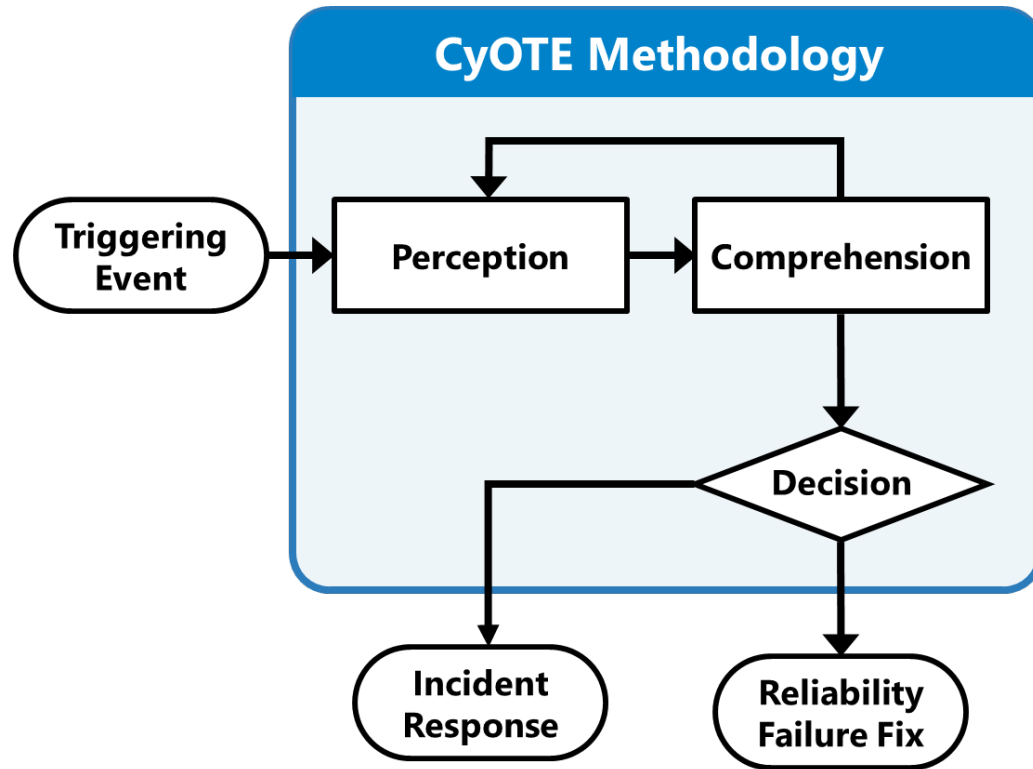 CyOTE Methodology
Triggering
Event
Perception
Comprehension
Decision
Incident
Response
Reliability
Failure Fix